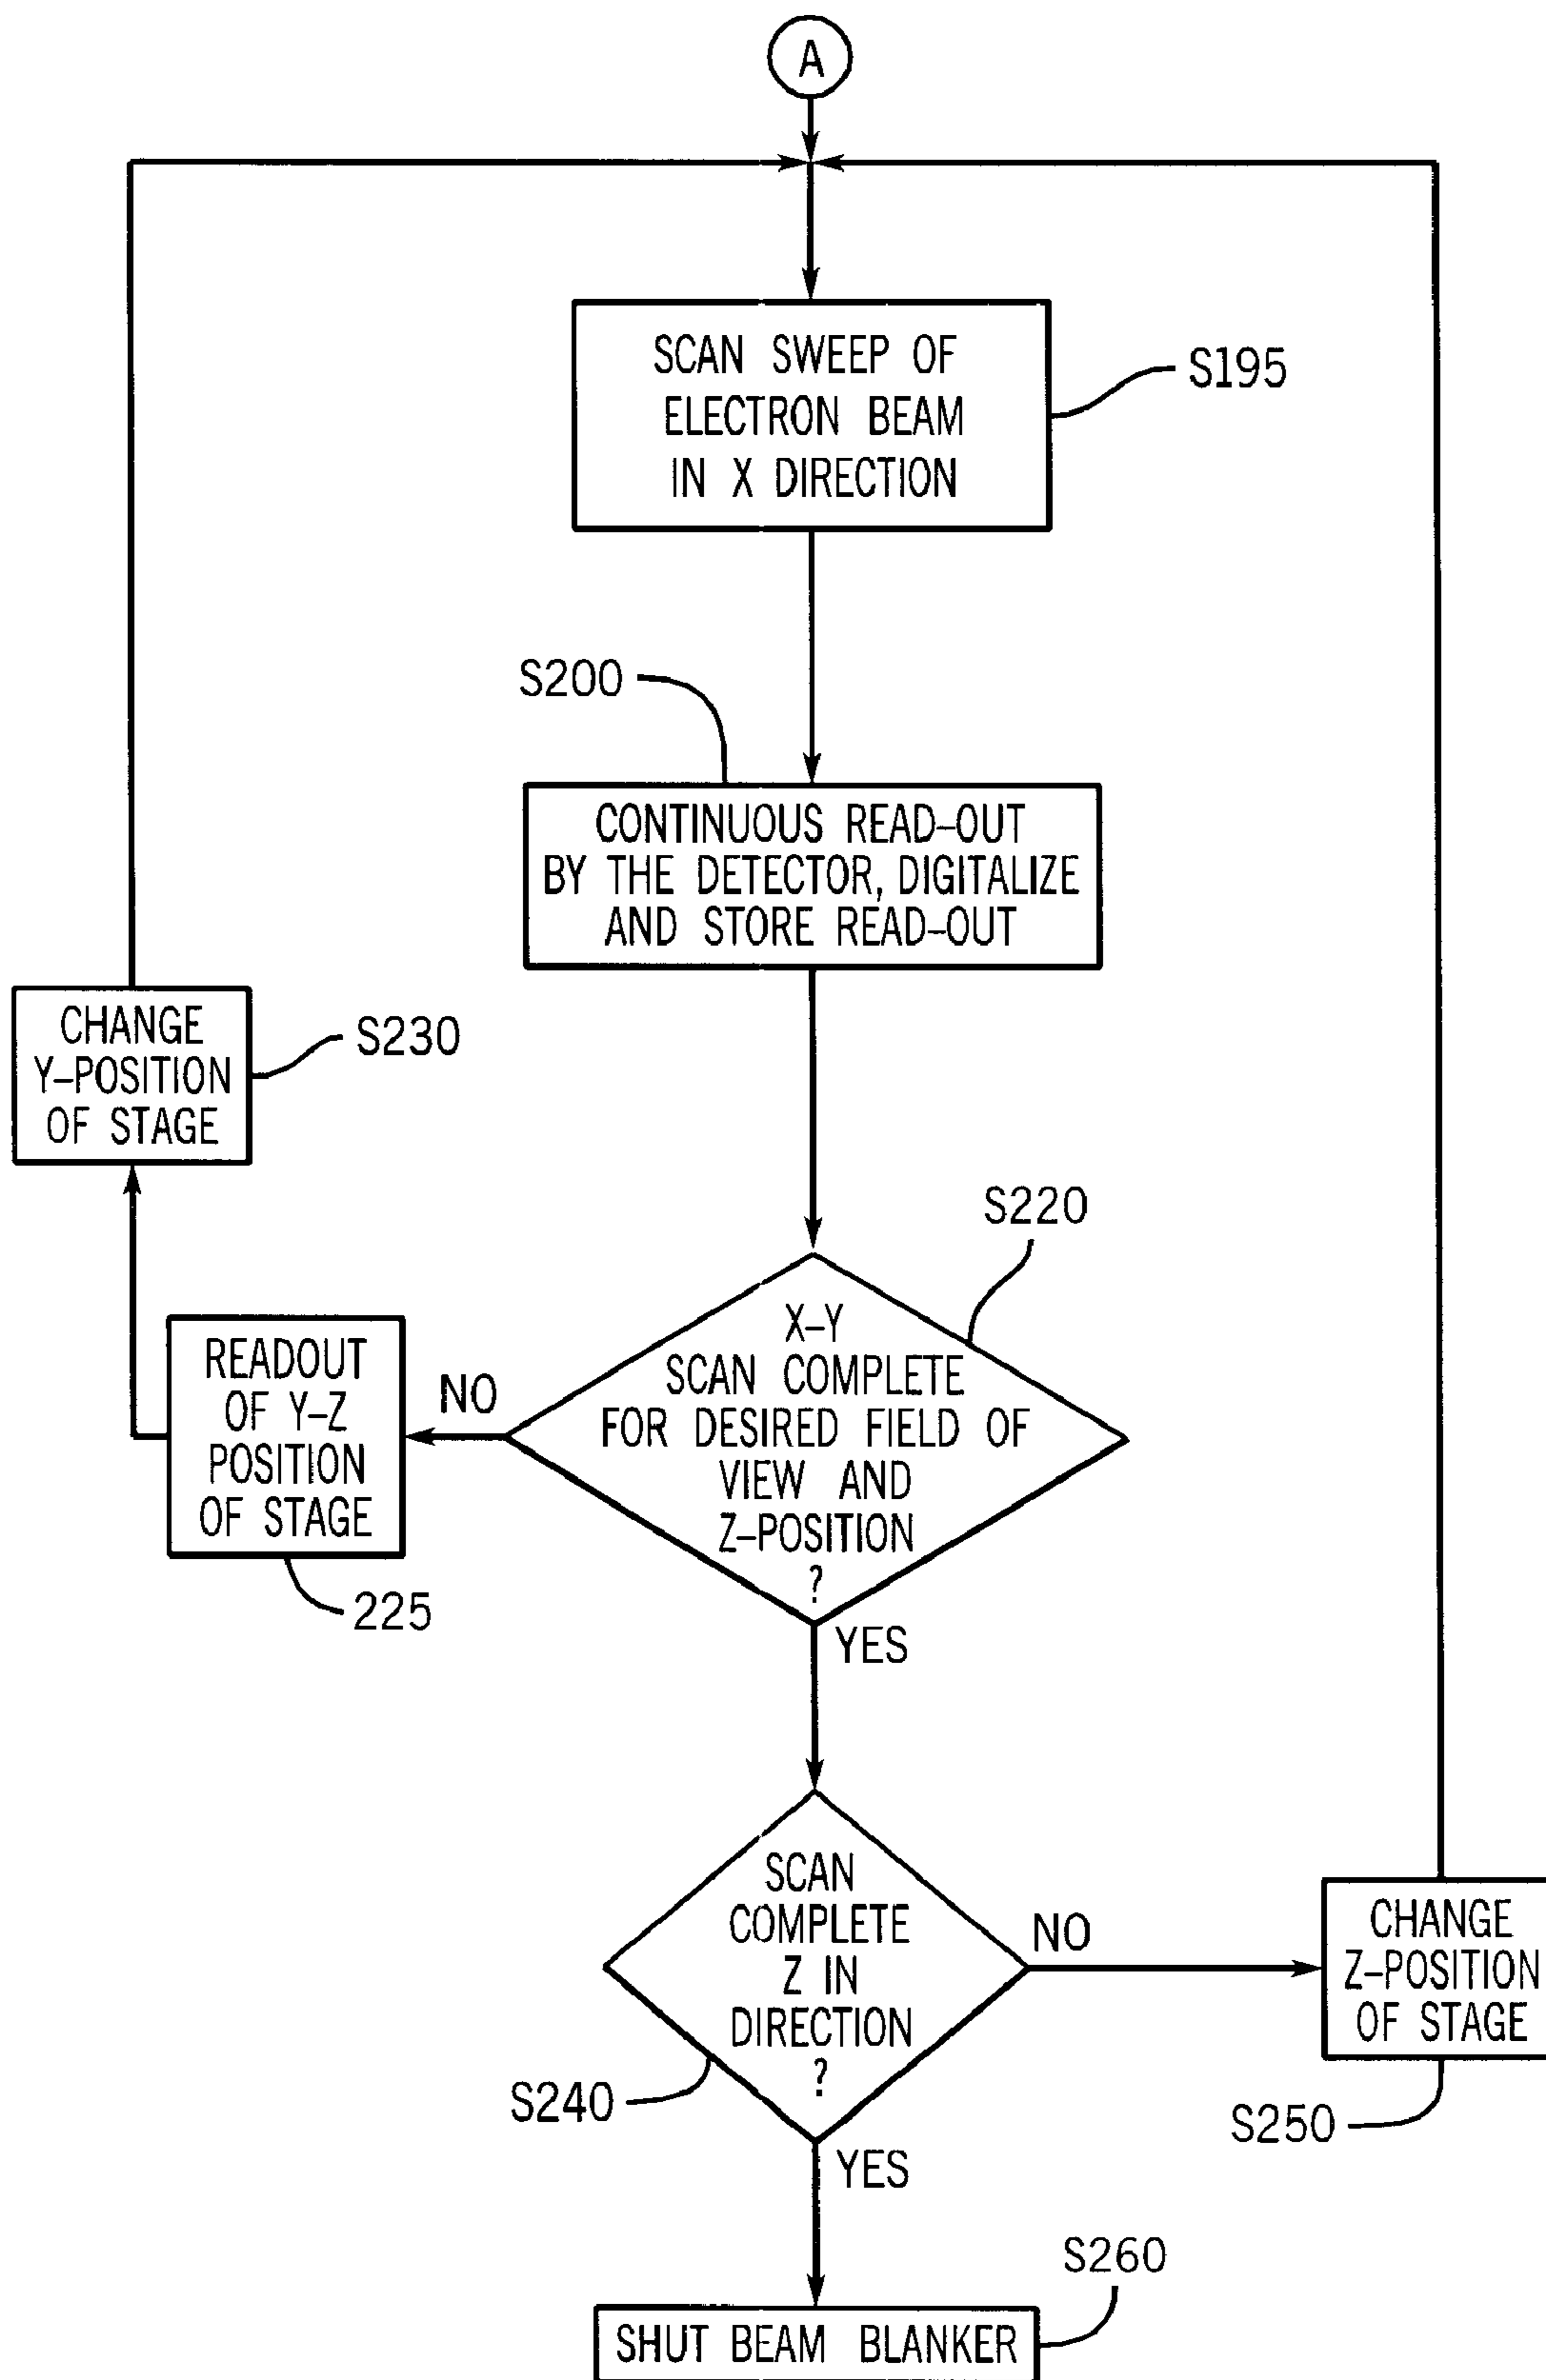 A
SCAN SWEEP OF
ELECTRON BEAM
IN X DIRECTION
S195
S200
CONTINUOUS READ-OUT
BY THE DETECTOR, DIGITALIZE
AND STORE READ-OUT
CHANGE
Y-POSITION
OF STAGE
S230
S220
X-Y
SCAN COMPLETE
FOR DESIRED FIELD OF
VIEW AND
Z-POSITION
?
NO
READOUT
OF Y-Z
POSITION
OF STAGE
225
YES
SCAN
COMPLETE
Z IN
DIRECTION
?
S240
NO
CHANGE
Z-POSITION
OF STAGE
S250
YES
S260
SHUT BEAM BLANKER